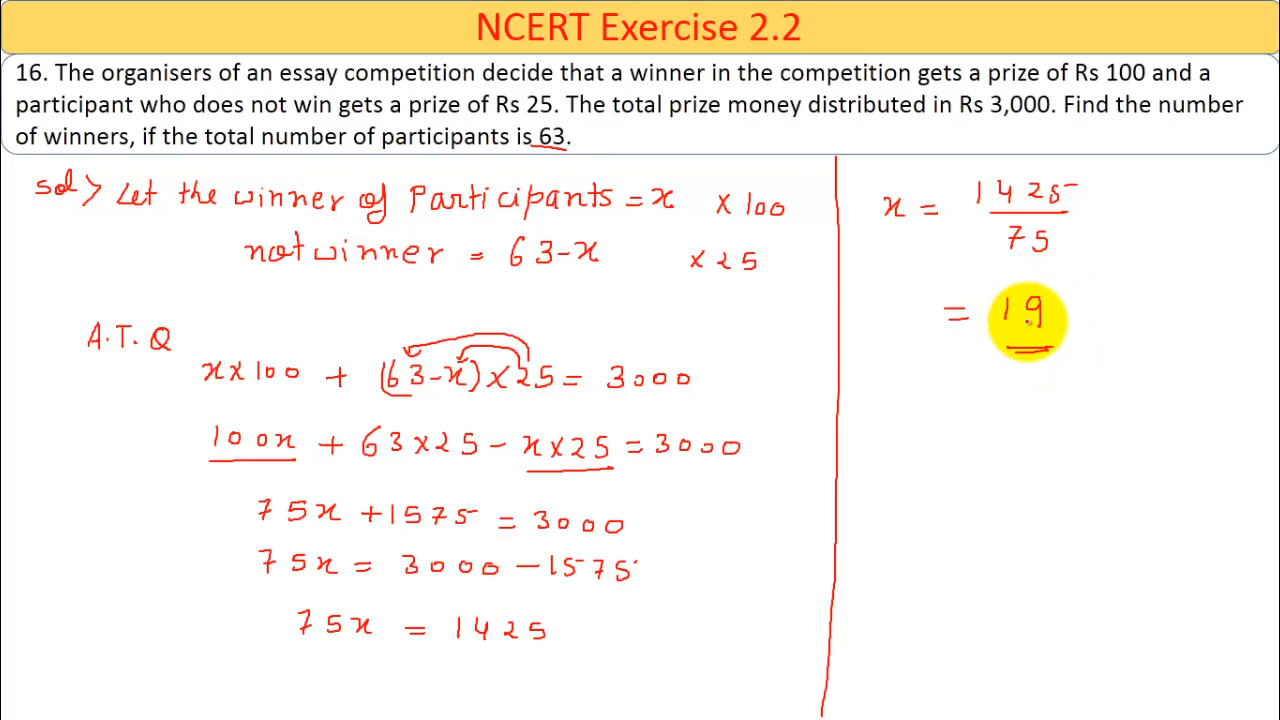 NCERT Exercise 2.2
16. The organisers of an essay competition decide that a winner in the competition gets a prize of Rs 100 and a
participant who does not win gets a prize of Rs 25. The total prize money distributed in Rs 3,000. Find the number
of winners, if the total number of participants is 63.
sol> Let the winner of Participants = x × 100
not winner = 63-x × 25
A.T.Q
x×100 + (63-x)×25 = 3000
100x + 63×25 - x×25 = 3000
75x + 1575 = 3000
75x = 3000 - 1575
75x = 1425
x = 1425/75
= 19